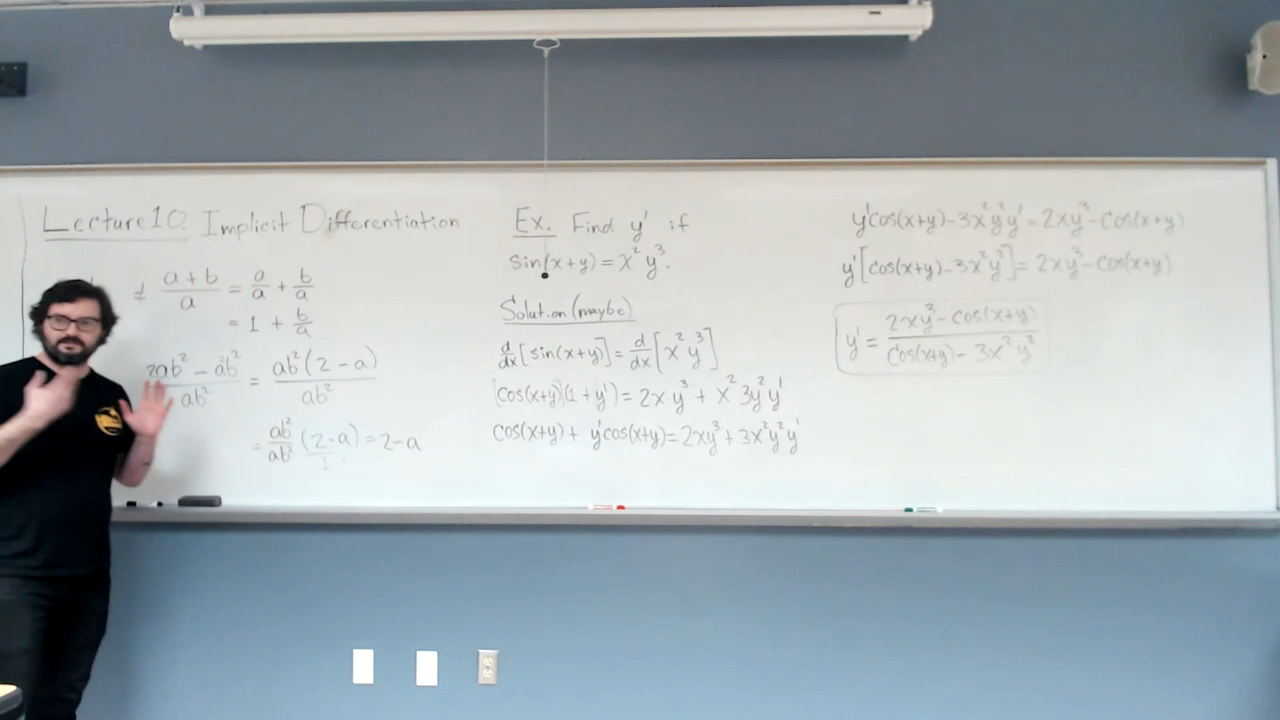 Lecture 10: Implicit Differentiation
≠ (a + b)/a = a/a + b/a
= 1 + b/a
(2ab² - ab²)/(ab²) = ab²(2 - a)/(ab²)
= ab²/ab² (2-a)/1 = 2-a
Ex. Find y' if
sin(x+y) = x²y³.
Solution (maybe)
d/dx[sin(x+y)] = d/dx[x²y³]
[cos(x+y)](1 + y') = 2xy³ + x²3y²y'
cos(x+y) + y'cos(x+y) = 2xy³ + 3x²y²y'
y'cos(x+y) - 3x²y²y' = 2xy³ - cos(x+y)
y'[cos(x+y) - 3x²y²] = 2xy³ - cos(x+y)
y' = (2xy³ - cos(x+y))/(cos(x+y) - 3x²y²)